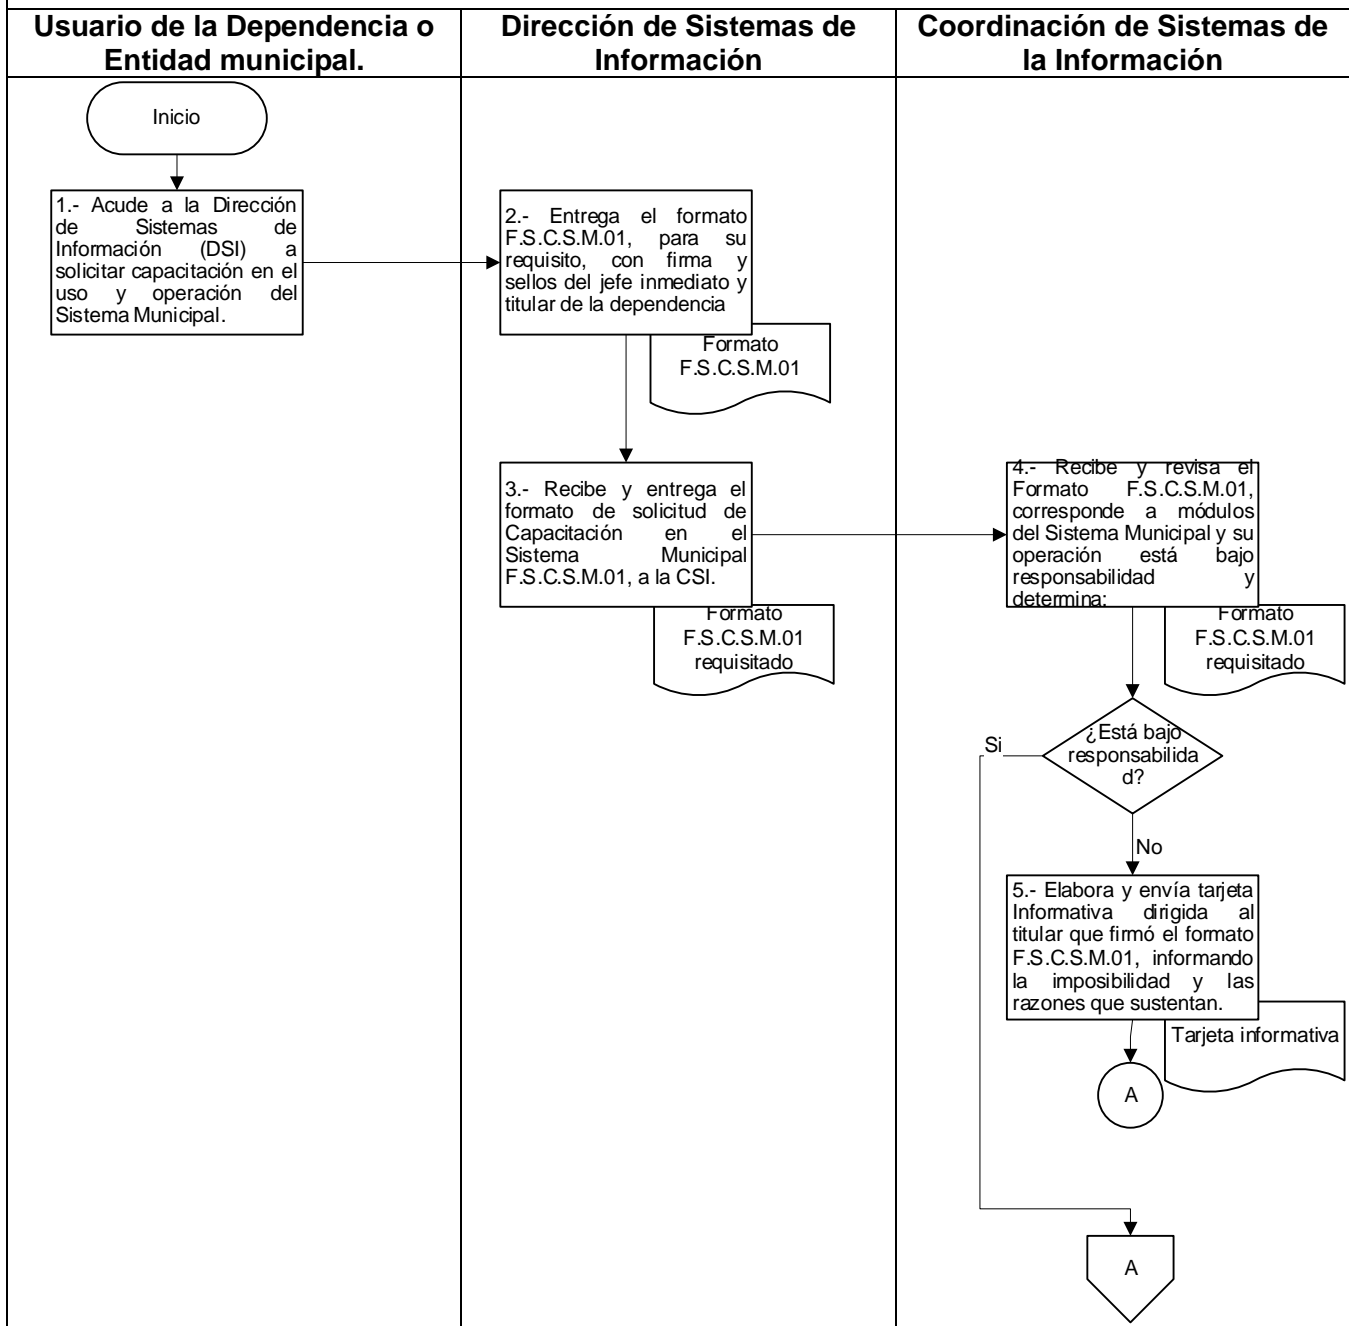 Usuario de la Dependencia o
Entidad municipal.
Dirección de Sistemas de
Información
Coordinación de Sistemas de
la Información
Inicio
1.- Acude a la Dirección
de Sistemas de
Información (DSI) a
solicitar capacitación en el
uso y operación del
Sistema Municipal.
2.- Entrega el formato
F.S.C.S.M.01, para su
requisito, con firma y
sellos del jefe inmediato y
titular de la dependencia
Formato
F.S.C.S.M.01
3.- Recibe y entrega el
formato de solicitud de
Capacitación en el
Sistema Municipal
F.S.C.S.M.01, a la CSI.
Formato
F.S.C.S.M.01
requisitado
4.- Recibe y revisa el
Formato F.S.C.S.M.01,
corresponde a módulos
del Sistema Municipal y su
operación está bajo
responsabilidad y
determina:
Formato
F.S.C.S.M.01
requisitado
¿Está bajo
responsabilida
d?
Si
No
5.- Elabora y envía tarjeta
Informativa dirigida al
titular que firmó el formato
F.S.C.S.M.01, informando
la imposibilidad y las
razones que sustentan.
Tarjeta informativa
A
A